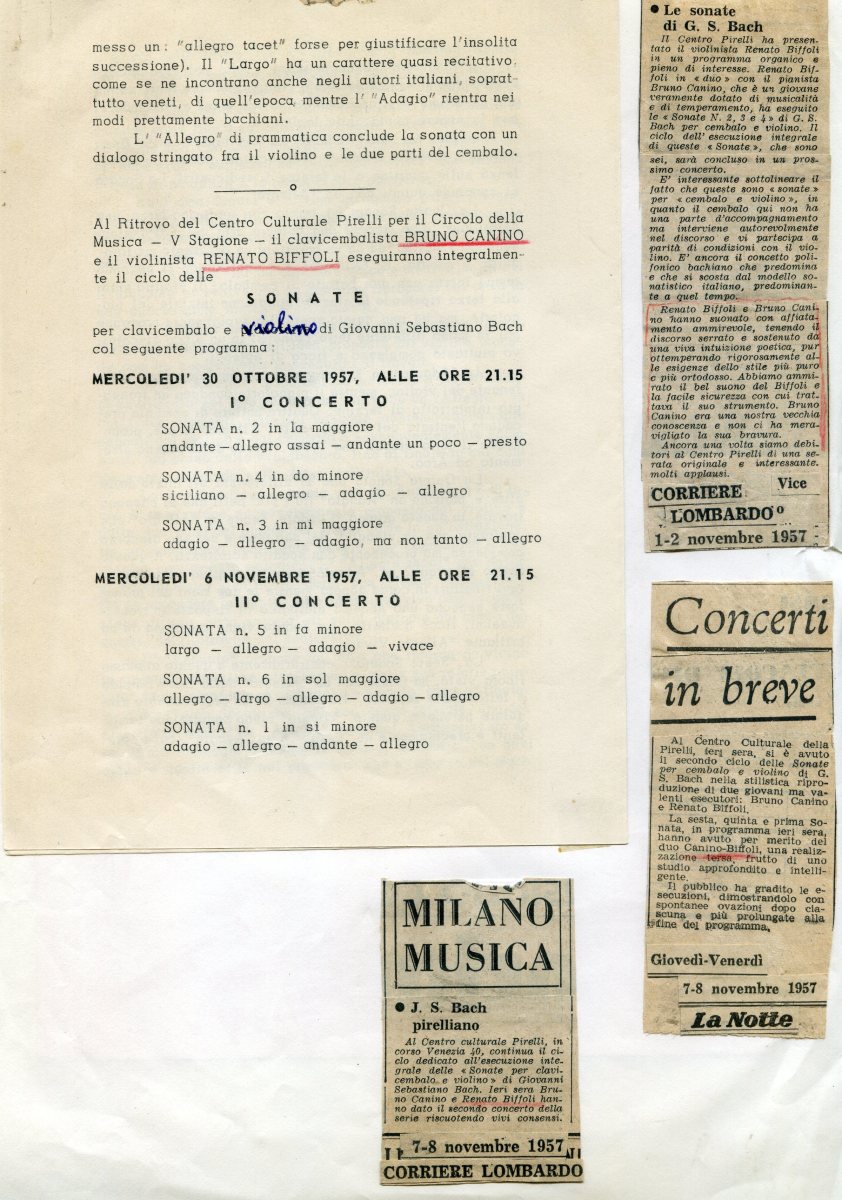 messo un: "allegro tacet" forse per giustificare l'insolita
successione). Il "Largo" ha un carattere quasi recitativo,
come se ne incontrano anche negli autori italiani, soprat-
tutto veneti, di quell'epoca, mentre l' "Adagio" rientra nei
modi prettamente bachiani.
L' "Allegro" di prammatica conclude la sonata con un
dialogo stringato fra il violino e le due parti del cembalo.
o
Al Ritrovo del Centro Culturale Pirelli per il Circolo della
Musica – V Stagione – il clavicembalista BRUNO CANINO
e il violinista RENATO BIFFOLI eseguiranno integralmen-
te il ciclo delle
SONATE
per clavicembalo e violino di Giovanni Sebastiano Bach
col seguente programma:
MERCOLEDI' 30 OTTOBRE 1957, ALLE ORE 21.15
I° CONCERTO
SONATA n. 2 in la maggiore
andante – allegro assai – andante un poco – presto
SONATA n. 4 in do minore
siciliano – allegro – adagio – allegro
SONATA n. 3 in mi maggiore
adagio – allegro – adagio, ma non tanto – allegro
MERCOLEDI' 6 NOVEMBRE 1957, ALLE ORE 21.15
II° CONCERTO
SONATA n. 5 in fa minore
largo – allegro – adagio – vivace
SONATA n. 6 in sol maggiore
allegro – largo – allegro – adagio – allegro
SONATA n. 1 in si minore
adagio – allegro – andante – allegro
• Le sonate
di G. S. Bach
Il Centro Pirelli ha presen-
tato il violinista Renato Biffoli
in un programma organico e
pieno di interesse. Renato Bif-
foli in « duo » con il pianista
Bruno Canino, che è un giovane
veramente dotato di musicalità
e di temperamento, ha eseguito
le « Sonate N. 2, 3 e 4 » di G. S.
Bach per cembalo e violino. Il
ciclo dell'esecuzione integrale
di queste « Sonate », che sono
sei, sarà concluso in un pros-
simo concerto.
E' interessante sottolineare il
fatto che queste sono « sonate »
per « cembalo e violino », in
quanto il cembalo qui non ha
una parte d'accompagnamento
ma interviene autorevolmente
nel discorso e vi partecipa a
parità di condizioni con il vio-
lino. E' ancora il concetto poli-
fonico bachiano che predomina
e che si scosta dal modello so-
natistico italiano, predominan-
te a quel tempo.
Renato Biffoli e Bruno Cani-
no hanno suonato con affiata-
mento ammirevole, tenendo il
discorso serrato e sostenuto da
una viva intuizione poetica, pur
ottemperando rigorosamente al-
le esigenze dello stile più puro
e più ortodosso. Abbiamo ammi-
rato il bel suono del Biffoli e
la facile sicurezza con cui trat-
tava il suo strumento. Bruno
Canino era una nostra vecchia
conoscenza e non ci ha mera-
vigliato la sua bravura.
Ancora una volta siamo debi-
tori al Centro Pirelli di una se-
rata originale e interessante.
molti applausi.
Vice
CORRIERE
LOMBARDO°
1-2 novembre 1957
Concerti
in breve
Al Centro Culturale della
Pirelli, ieri sera, si è avuto
il secondo ciclo delle Sonate
per cembalo e violino di G.
S. Bach nella stilistica ripro-
duzione di due giovani ma va-
lenti esecutori: Bruno Canino
e Renato Biffoli.
La sesta, quinta e prima So-
nata, in programma ieri sera,
hanno avuto per merito del
duo Canino-Biffoli, una realiz-
zazione tersa, frutto di uno
studio approfondito e intelli-
gente.
Il pubblico ha gradito le e-
secuzioni, dimostrandolo con
spontanee ovazioni dopo cia-
scuna e più prolungate alla
fine del programma.
Giovedì-Venerdì
7-8 novembre 1957
La Notte
MILANO
MUSICA
• J. S. Bach
pirelliano
Al Centro culturale Pirelli, in
corso Venezia 40, continua il ci-
clo dedicato all'esecuzione inte-
grale delle « Sonate per clavi-
cembalo e violino » di Giovanni
Sebastiano Bach. Ieri sera Bru-
no Canino e Renato Biffoli han-
no dato il secondo concerto della
serie riscuotendo vivi consensi.
7-8 novembre 1957
CORRIERE LOMBARDO